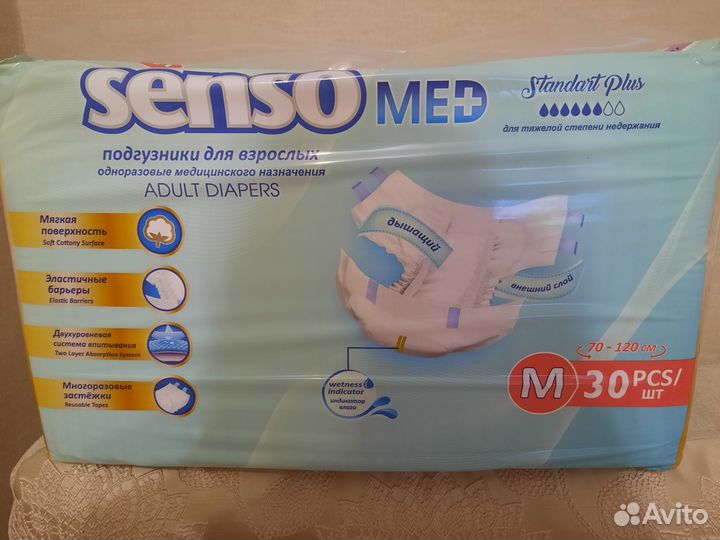 senso MED
Standart Plus
для тяжелой степени недержания
подгузники для взрослых
одноразовые медицинского назначения
ADULT DIAPERS
Мягкая
поверхность
Soft Cottony Surface
Эластичные
барьеры
Elastic Barriers
Двухуровневая
система впитывания
Two Layer Absorption System
Многоразовые
застёжки
Reusable Tapes
дышащий
внешний слой
wetness
indicator
индикатор
влаги
70 - 120 см
M 30 PCS/
шт
Avito